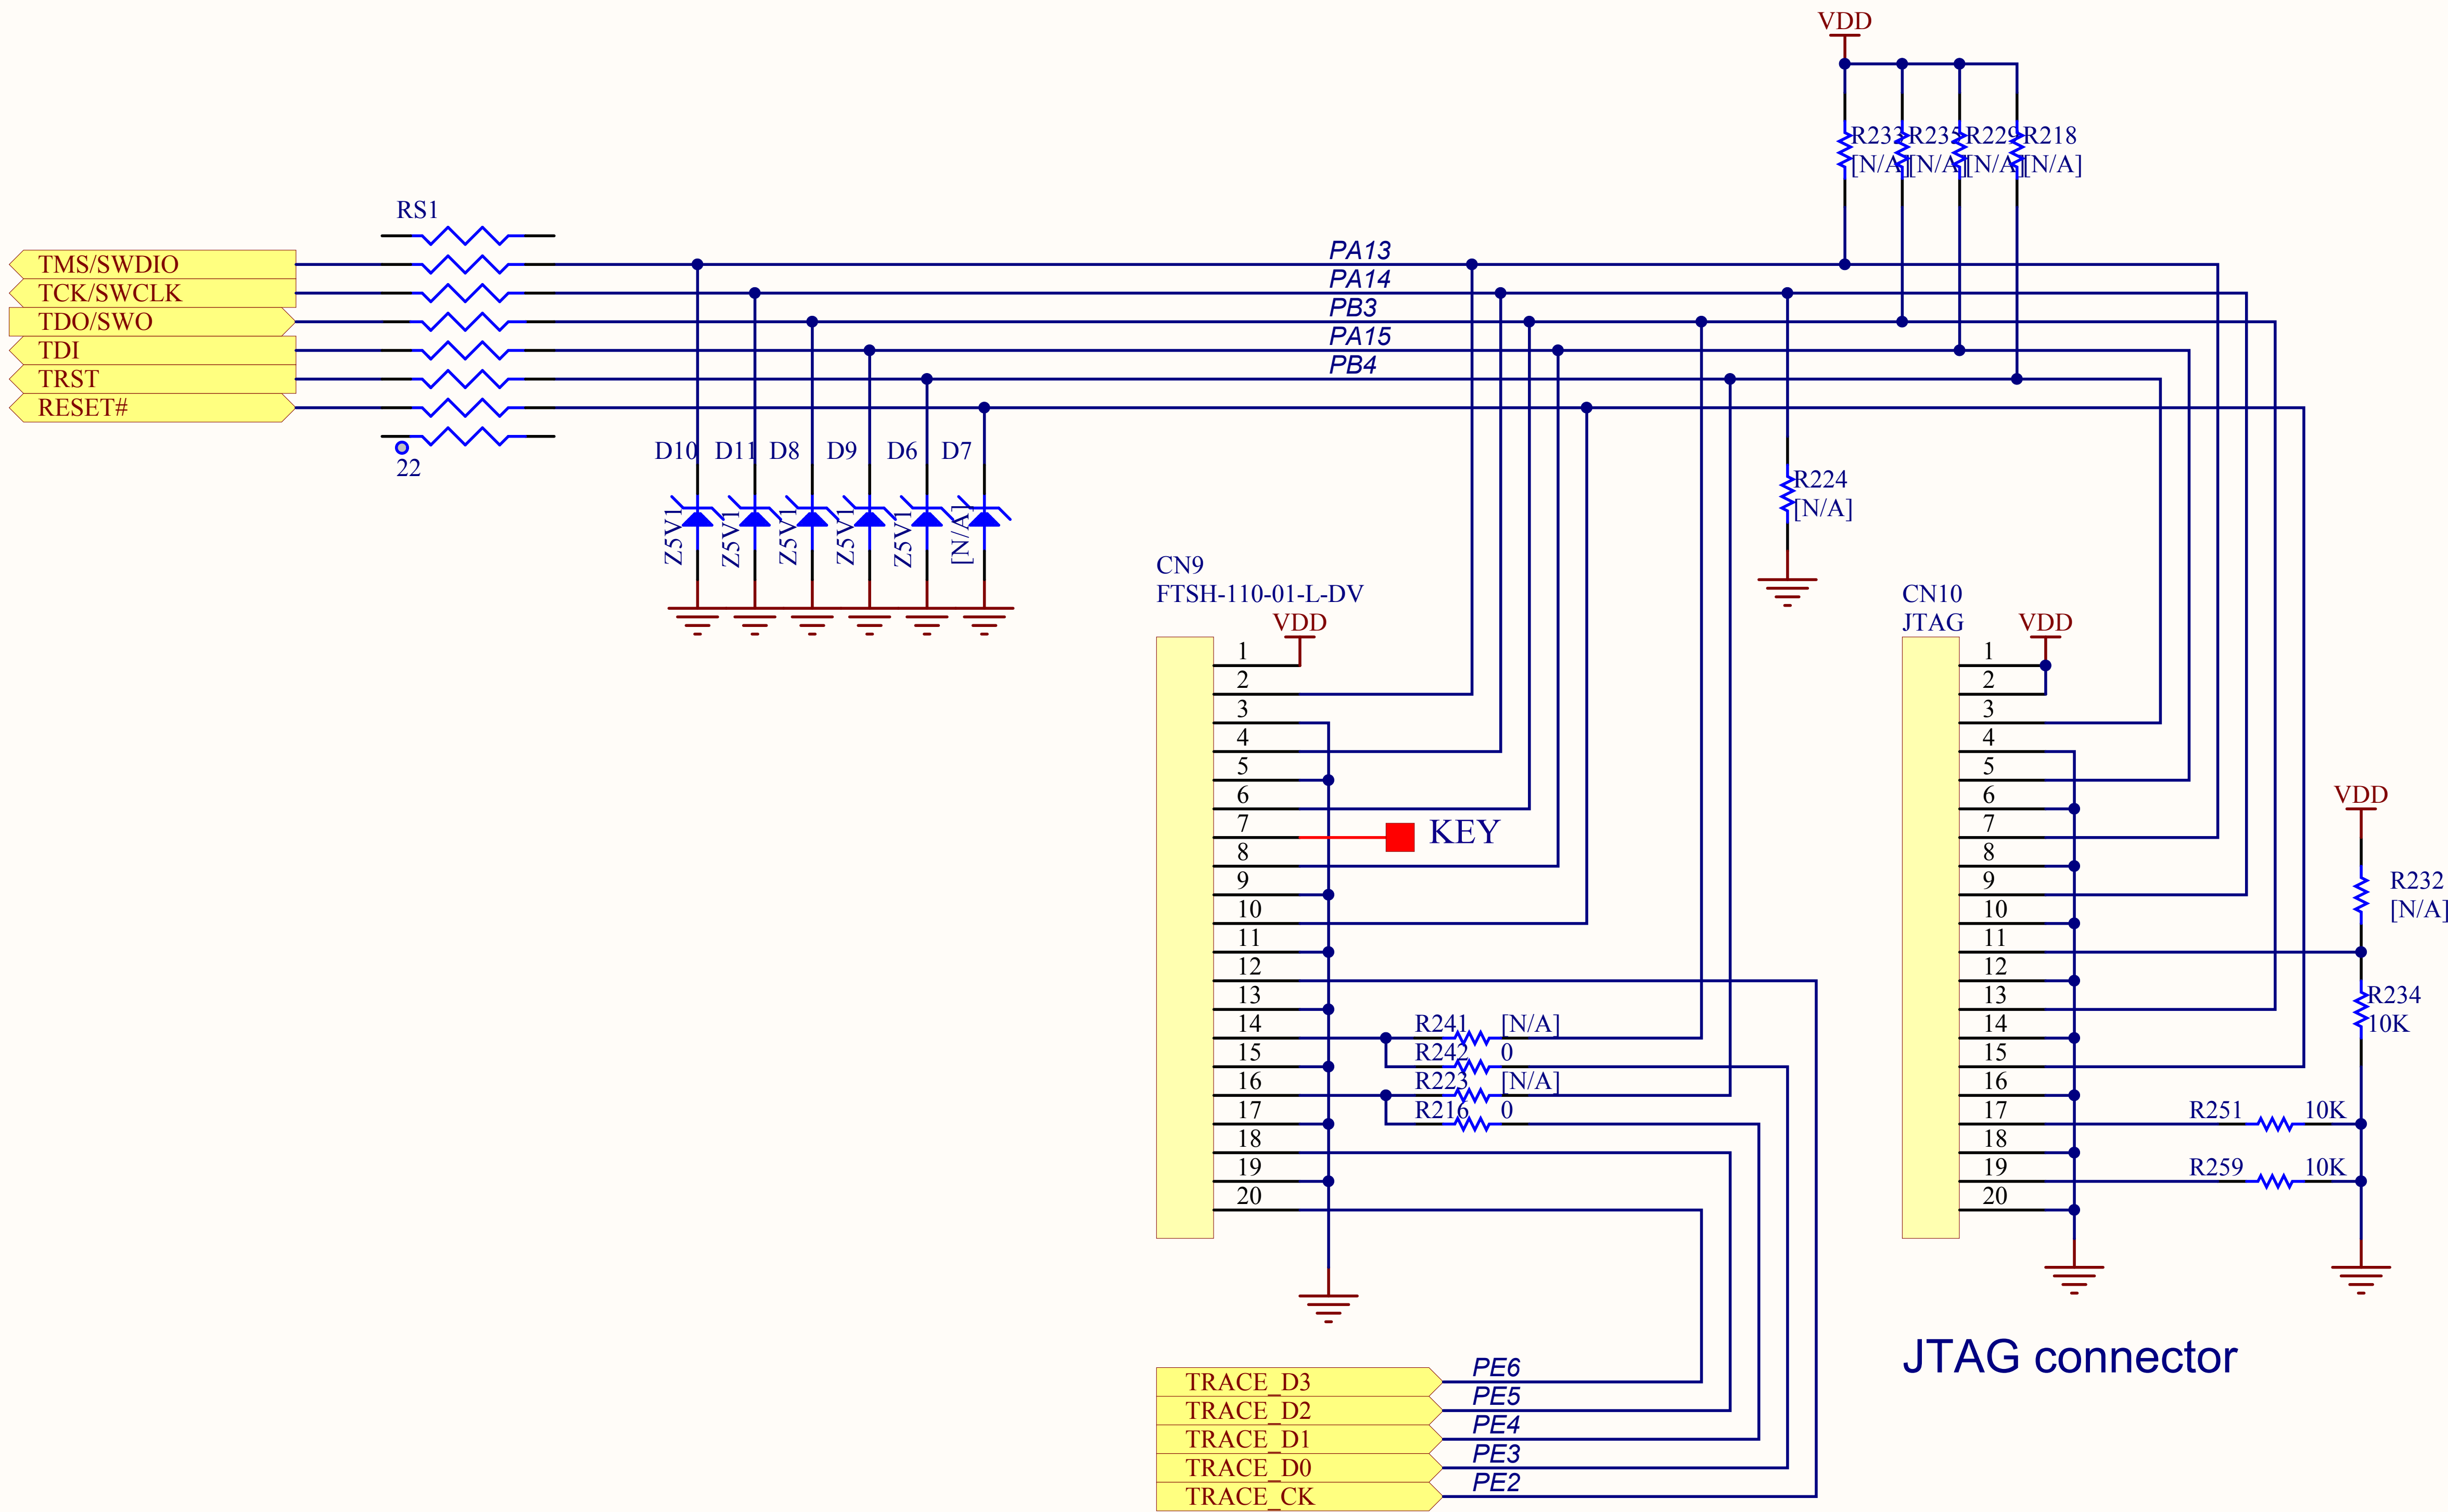 VDD
R233 R235 R229 R218
[N/A] [N/A] [N/A] [N/A]
RS1
TMS/SWDIO
TCK/SWCLK
TDO/SWO
TDI
TRST
RESET#
22
PA13
PA14
PB3
PA15
PB4
D10 D11 D8 D9 D6 D7
Z5V1 Z5V1 Z5V1 Z5V1 Z5V1 [N/A]
R224
[N/A]
CN9
FTSH-110-01-L-DV
VDD
1
2
3
4
5
6
7
KEY
8
9
10
11
12
13
14
15
16
17
18
19
20
R241 [N/A]
R242 0
R223 [N/A]
R216 0
CN10
JTAG
VDD
1
2
3
4
5
6
7
8
9
10
11
12
13
14
15
16
17
18
19
20
VDD
R232
[N/A]
R234
10K
R251 10K
R259 10K
JTAG connector
TRACE_D3 PE6
TRACE_D2 PE5
TRACE_D1 PE4
TRACE_D0 PE3
TRACE_CK PE2